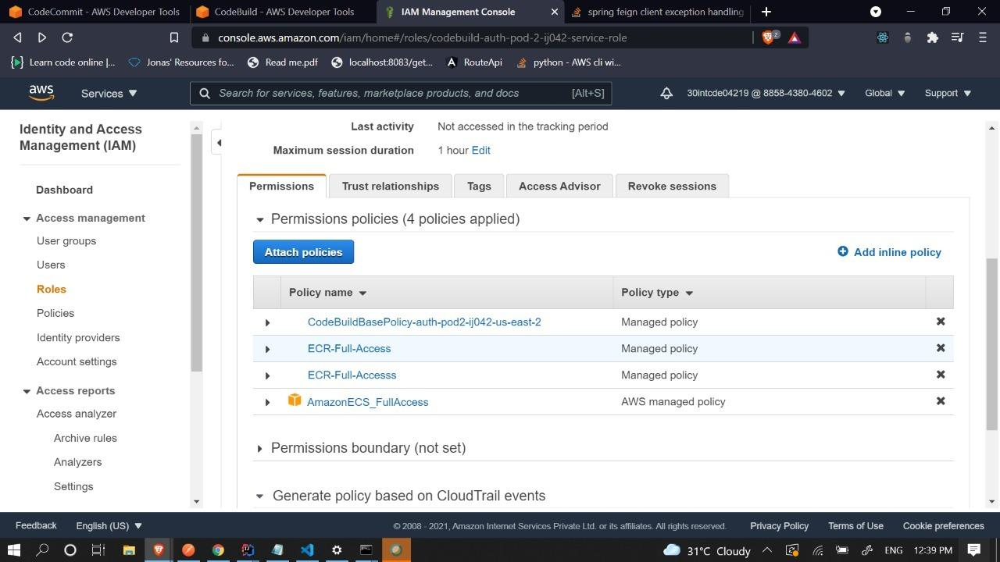 CodeCommit - AWS Developer Tools
CodeBuild - AWS Developer Tools
IAM Management Console
spring feign client exception handling
console.aws.amazon.com/iam/home#/roles/codebuild-auth-pod-2-ij042-service-role
2
Learn code online |...
Jonas' Resources fo...
Read me.pdf
localhost:8083/get...
RouteApi
python - AWS cli wi...
aws
Services
Search for services, features, marketplace products, and docs
[Alt+S]
30intcde04219 @ 8858-4380-4602
Global
Support
Identity and Access
Management (IAM)
Dashboard
Access management
User groups
Users
Roles
Policies
Identity providers
Account settings
Access reports
Access analyzer
Archive rules
Analyzers
Settings
Last activity Not accessed in the tracking period
Maximum session duration 1 hour Edit
Permissions
Trust relationships
Tags
Access Advisor
Revoke sessions
Permissions policies (4 policies applied)
Attach policies
Add inline policy
Policy name Policy type
CodeBuildBasePolicy-auth-pod2-ij042-us-east-2 Managed policy
ECR-Full-Access Managed policy
ECR-Full-Accesss Managed policy
AmazonECS_FullAccess AWS managed policy
Permissions boundary (not set)
Generate policy based on CloudTrail events
Feedback
English (US)
© 2008 - 2021, Amazon Internet Services Private Ltd. or its affiliates. All rights reserved.
Privacy Policy
Terms of Use
Cookie preferences
31°C Cloudy
ENG
12:39 PM